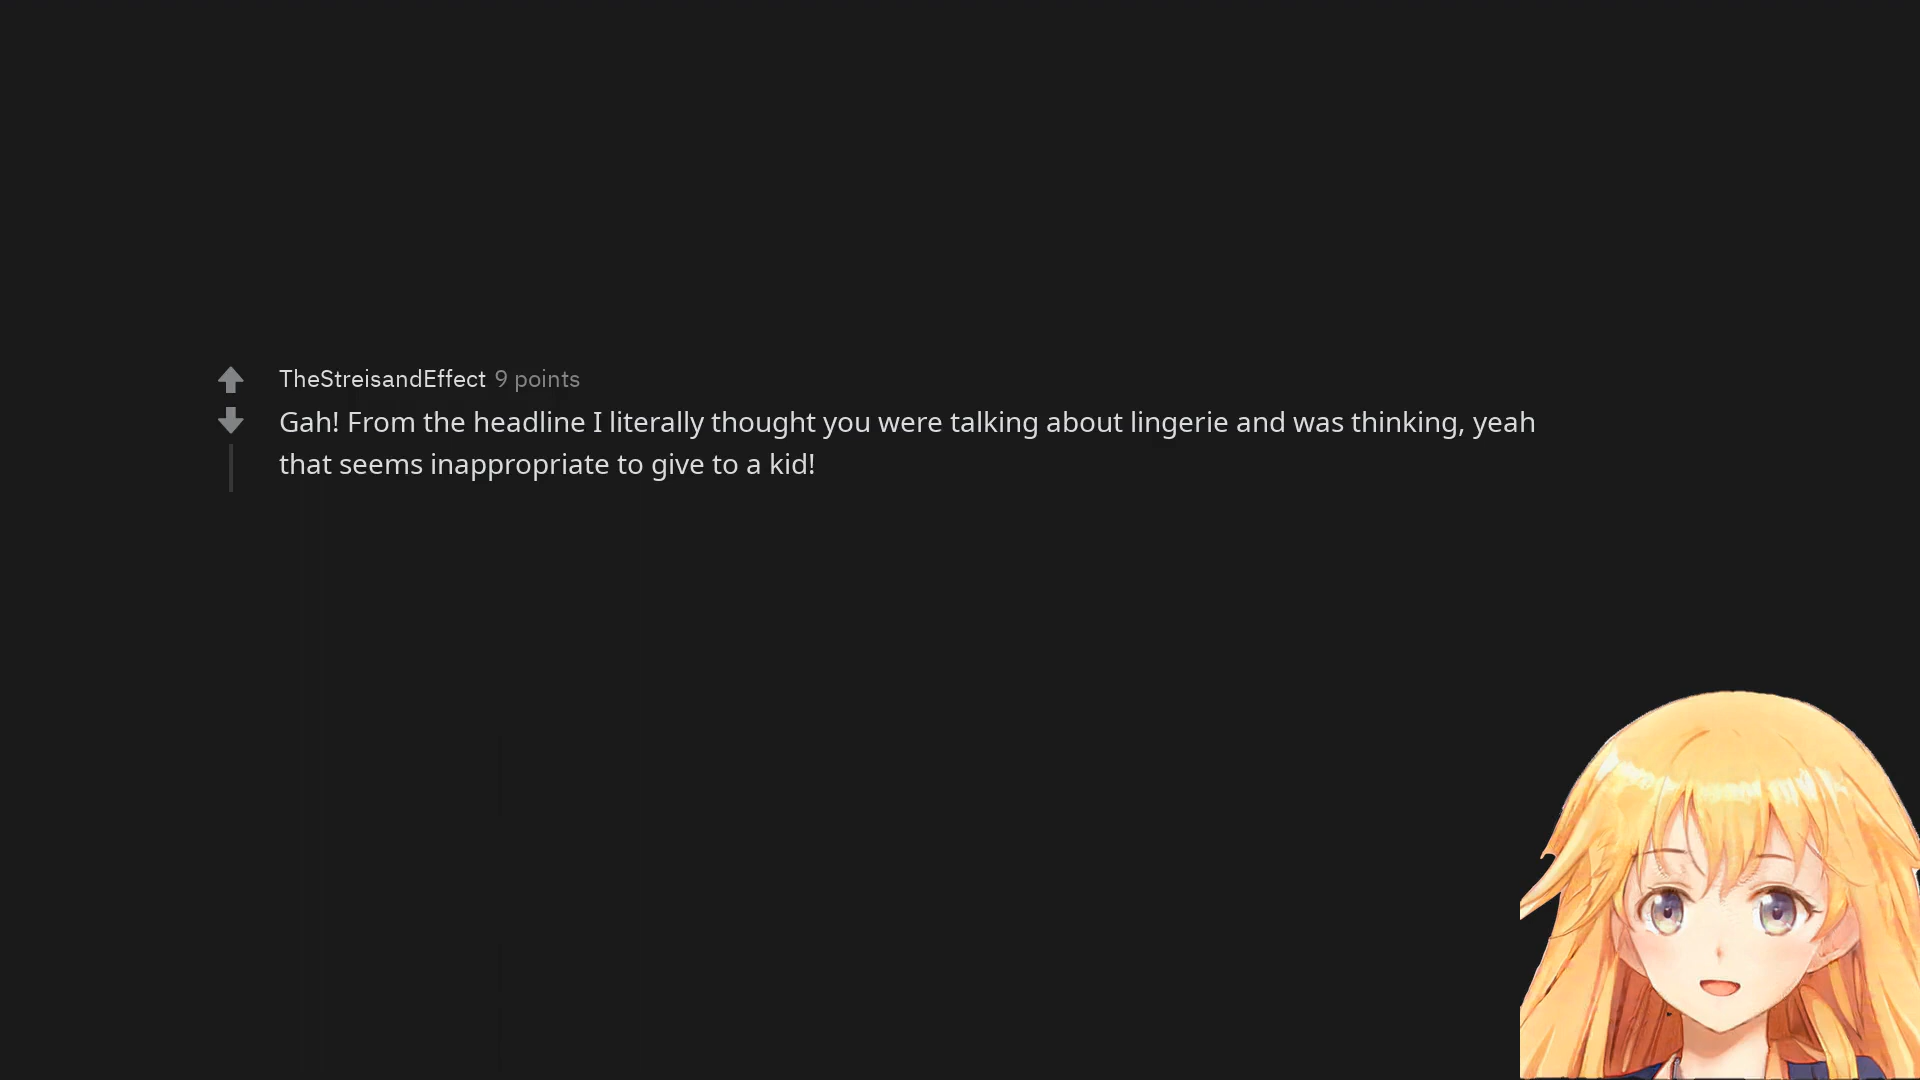 TheStreisandEffect 9 points
Gah! From the headline I literally thought you were talking about lingerie and was thinking, yeah
that seems inappropriate to give to a kid!